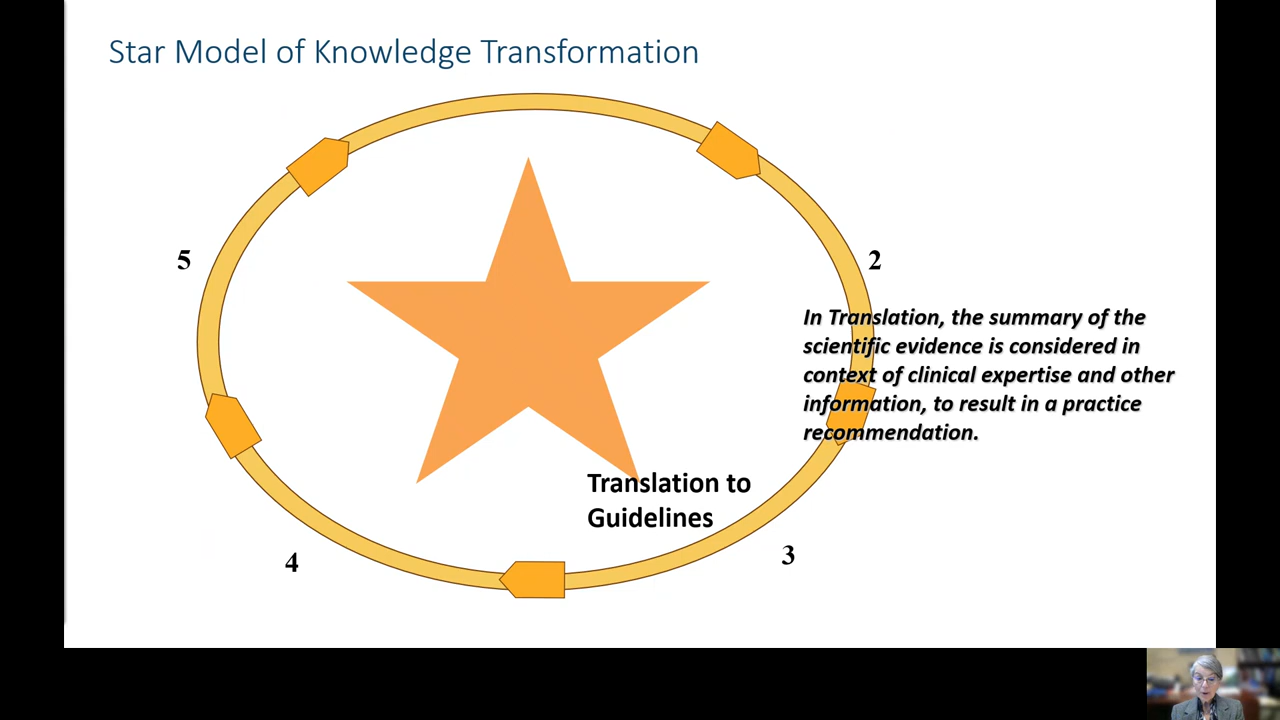 Star Model of Knowledge Transformation
5
2
In Translation, the summary of the
scientific evidence is considered in
context of clinical expertise and other
information, to result in a practice
recommendation.
Translation to
Guidelines
4
3